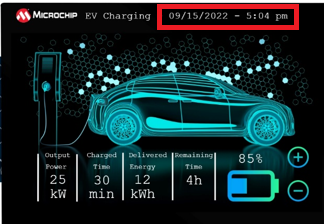 MICROCHIP EV Charging 09/15/2022 - 5:04 pm
Output Charged Delivered Remaining
Power Time Energy Time
85%
25 30 12 4h
kW min kWh
+
−